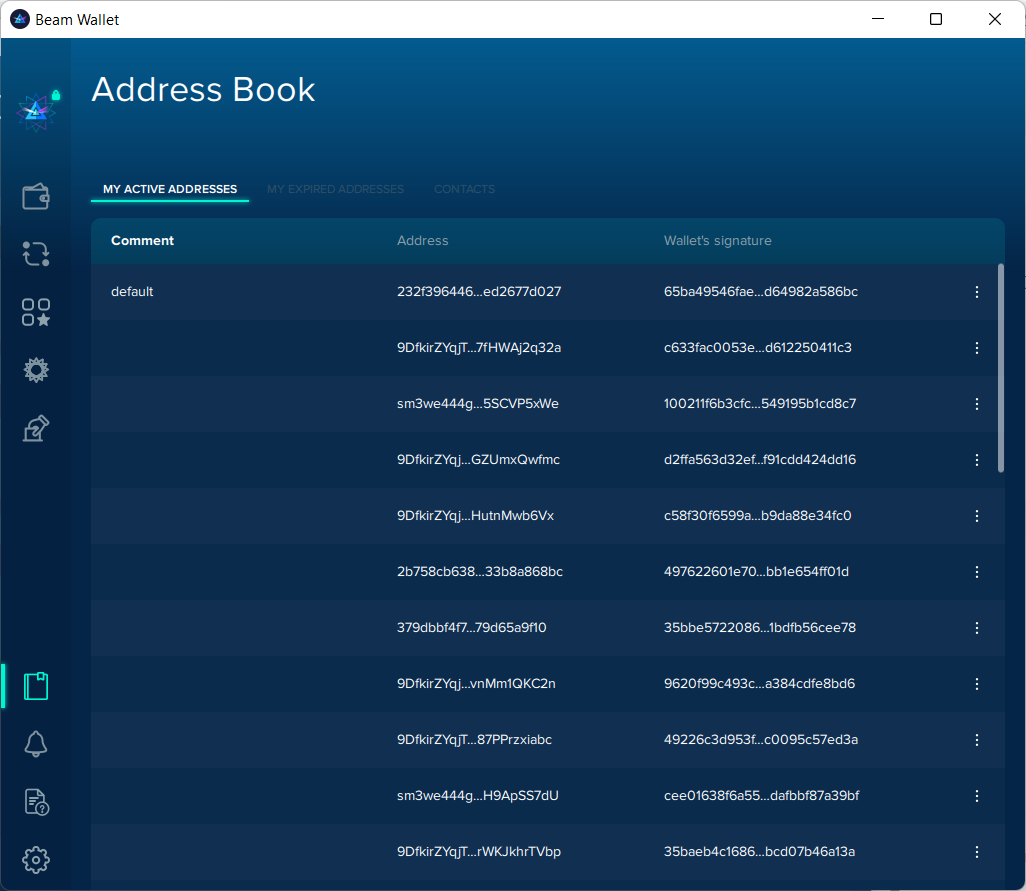 Beam Wallet
Address Book
MY ACTIVE ADDRESSES MY EXPIRED ADDRESSES CONTACTS
Comment Address Wallet's signature
default 232f396446...ed2677d027 65ba49546fae...d64982a586bc
9DfkirZYqjT...7fHWAj2q32a c633fac0053e...d612250411c3
sm3we444g...5SCVP5xWe 100211f6b3cfc...549195b1cd8c7
9DfkirZYqj...GZUmxQwfmc d2ffa563d32ef...f91cdd424dd16
9DfkirZYqj...HutnMwb6Vx c58f30f6599a...b9da88e34fc0
2b758cb638...33b8a868bc 497622601e70...bb1e654ff01d
379dbbf4f7...79d65a9f10 35bbe5722086...1bdfb56cee78
9DfkirZYqj...vnMm1QKC2n 9620f99c493c...a384cdfe8bd6
9DfkirZYqjT...87PPrzxiabc 49226c3d953f...c0095c57ed3a
sm3we444g...H9ApSS7dU cee01638f6a55...dafbbf87a39bf
9DfkirZYqjT...rWKJkhrTVbp 35baeb4c1686...bcd07b46a13a